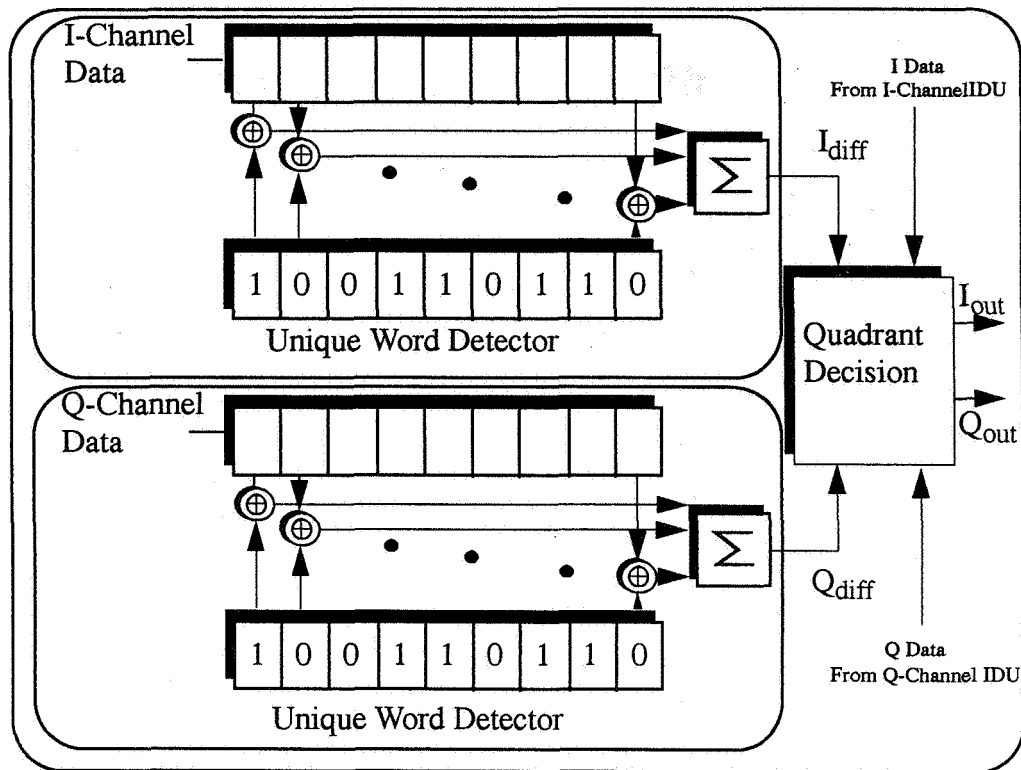 I-Channel
Data
I Data
From I-ChannelIDU
⊕
⊕
⊕
Σ
I_diff
1 0 0 1 1 0 1 1 0
Unique Word Detector
Quadrant
Decision
I_out
Q_out
Q-Channel
Data
⊕
⊕
⊕
Σ
Q_diff
1 0 0 1 1 0 1 1 0
Unique Word Detector
Q Data
From Q-Channel IDU